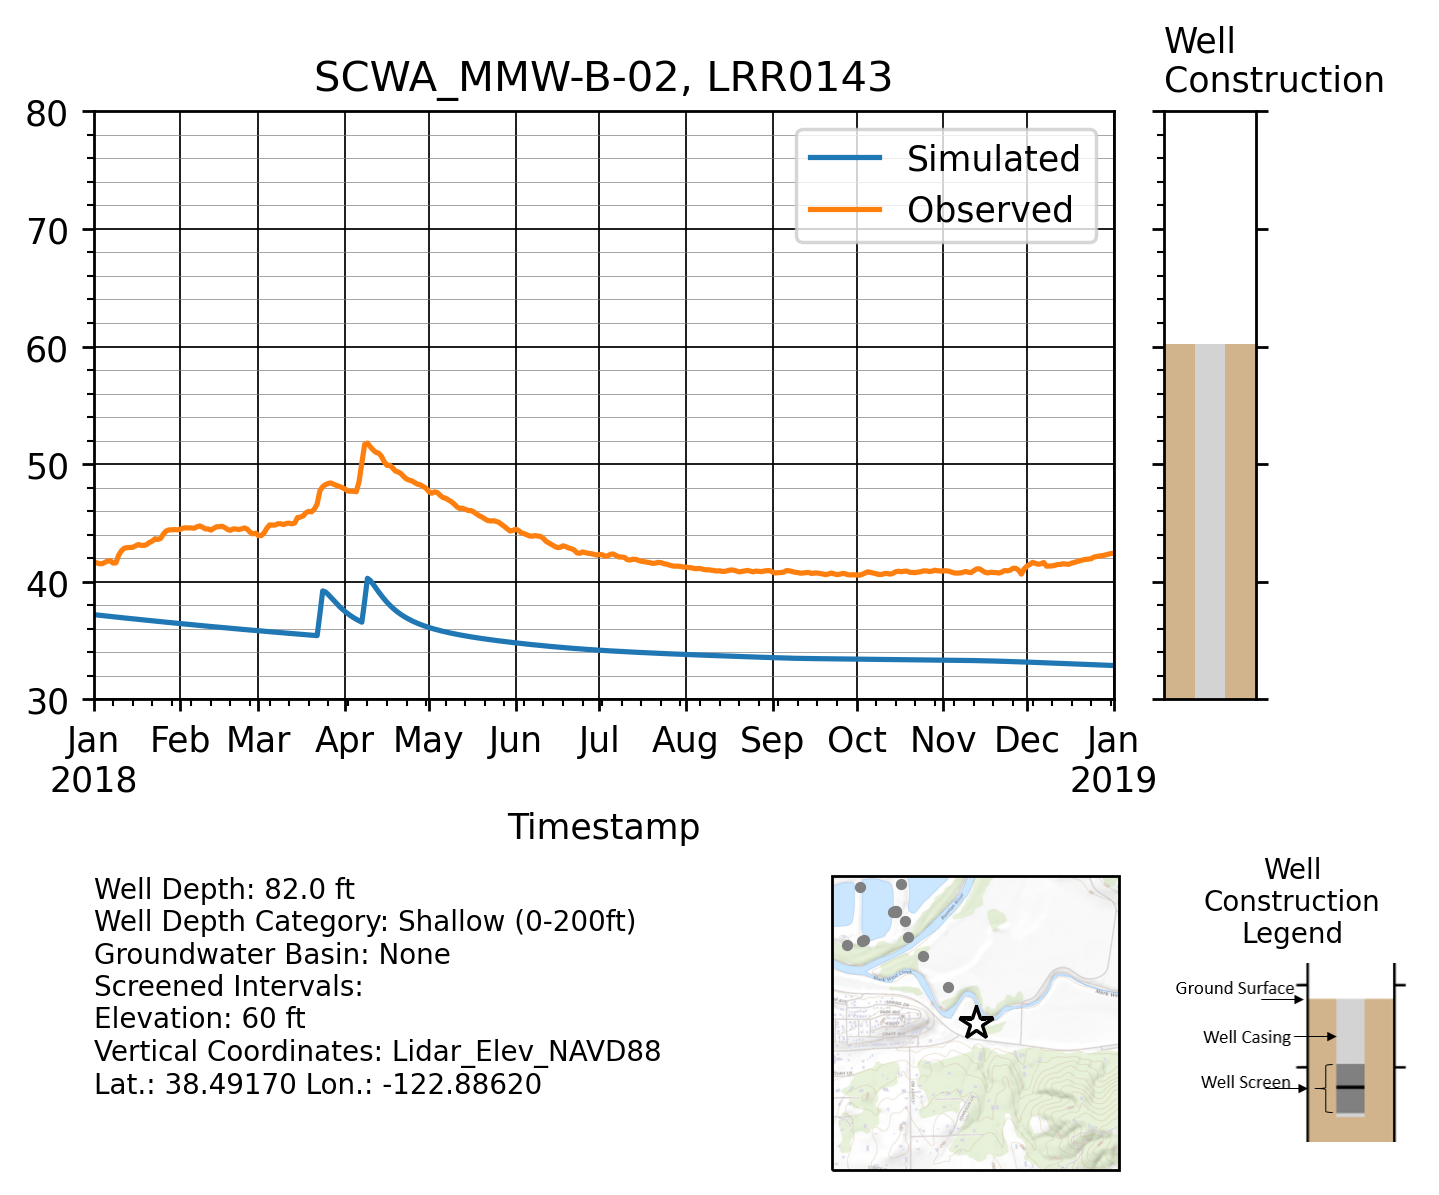 SCWA_MMW-B-02, LRR0143
Well
Construction
80
70
60
50
40
30
Simulated
Observed
Jan
2018
Feb
Mar
Apr
May
Jun
Jul
Aug
Sep
Oct
Nov
Dec
Jan
2019
Timestamp
Well Depth: 82.0 ft
Well Depth Category: Shallow (0-200ft)
Groundwater Basin: None
Screened Intervals:
Elevation: 60 ft
Vertical Coordinates: Lidar_Elev_NAVD88
Lat.: 38.49170 Lon.: -122.88620
Well
Construction
Legend
Ground Surface
Well Casing
Well Screen